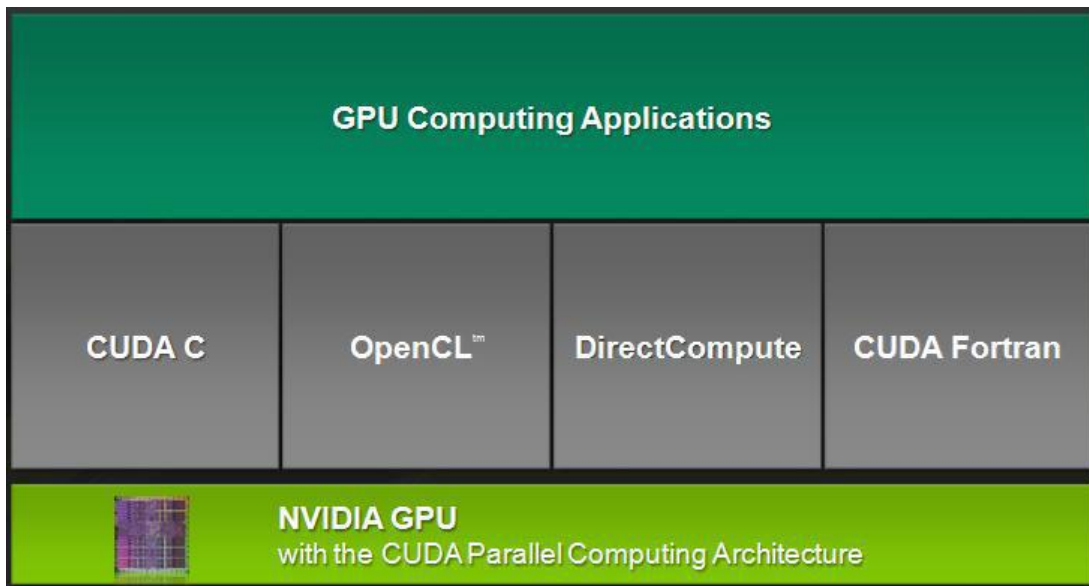 GPU Computing Applications
CUDA C
OpenCL™
DirectCompute
CUDA Fortran
NVIDIA GPU
with the CUDA Parallel Computing Architecture